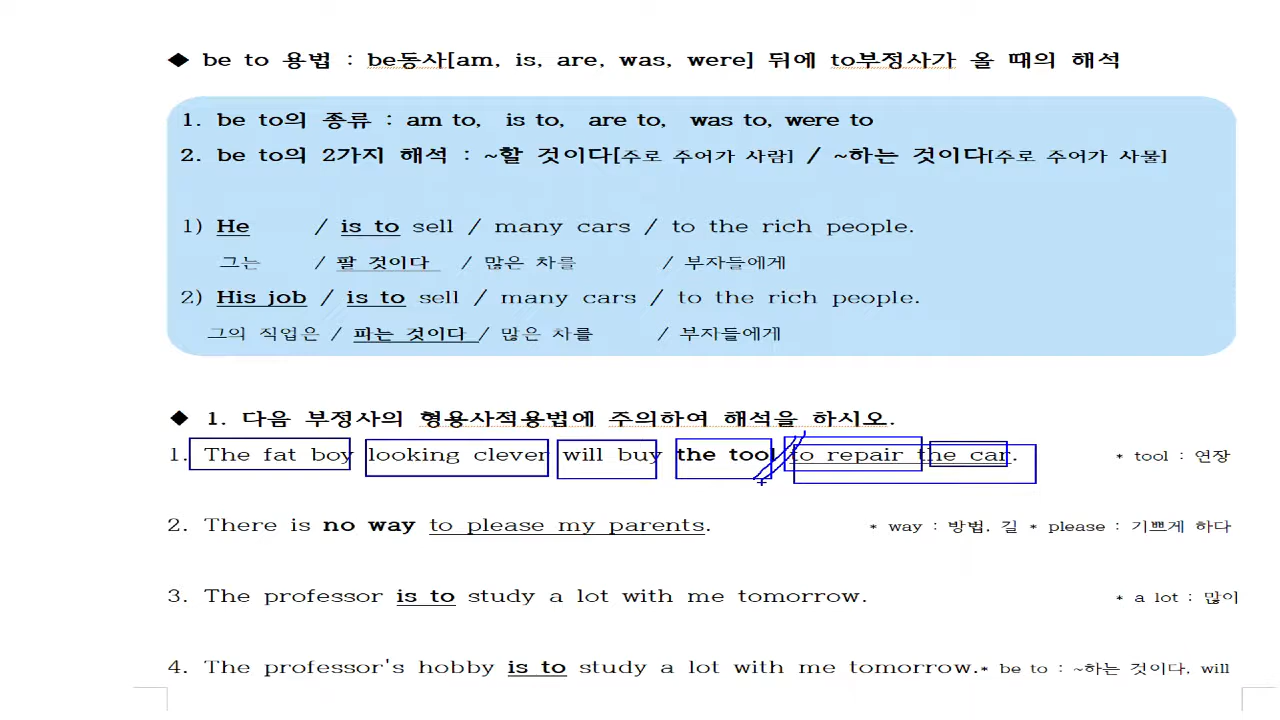 ◆ be to 용법 : be동사[am, is, are, was, were] 뒤에 to부정사가 올 때의 해석
1. be to의 종류 : am to, is to, are to, was to, were to
2. be to의 2가지 해석 : ~할 것이다[주로 주어가 사람] / ~하는 것이다[주로 주어가 사물]
1) He / is to sell / many cars / to the rich people.
그는 / 팔 것이다 / 많은 차를 / 부자들에게
2) His job / is to sell / many cars / to the rich people.
그의 직업은 / 파는 것이다 / 많은 차를 / 부자들에게
◆ 1. 다음 부정사의 형용사적용법에 주의하여 해석을 하시오.
1. The fat boy looking clever will buy the tool to repair the car. * tool : 연장
2. There is no way to please my parents. * way : 방법, 길 * please : 기쁘게 하다
3. The professor is to study a lot with me tomorrow. * a lot : 많이
4. The professor's hobby is to study a lot with me tomorrow.* be to : ~하는 것이다, will